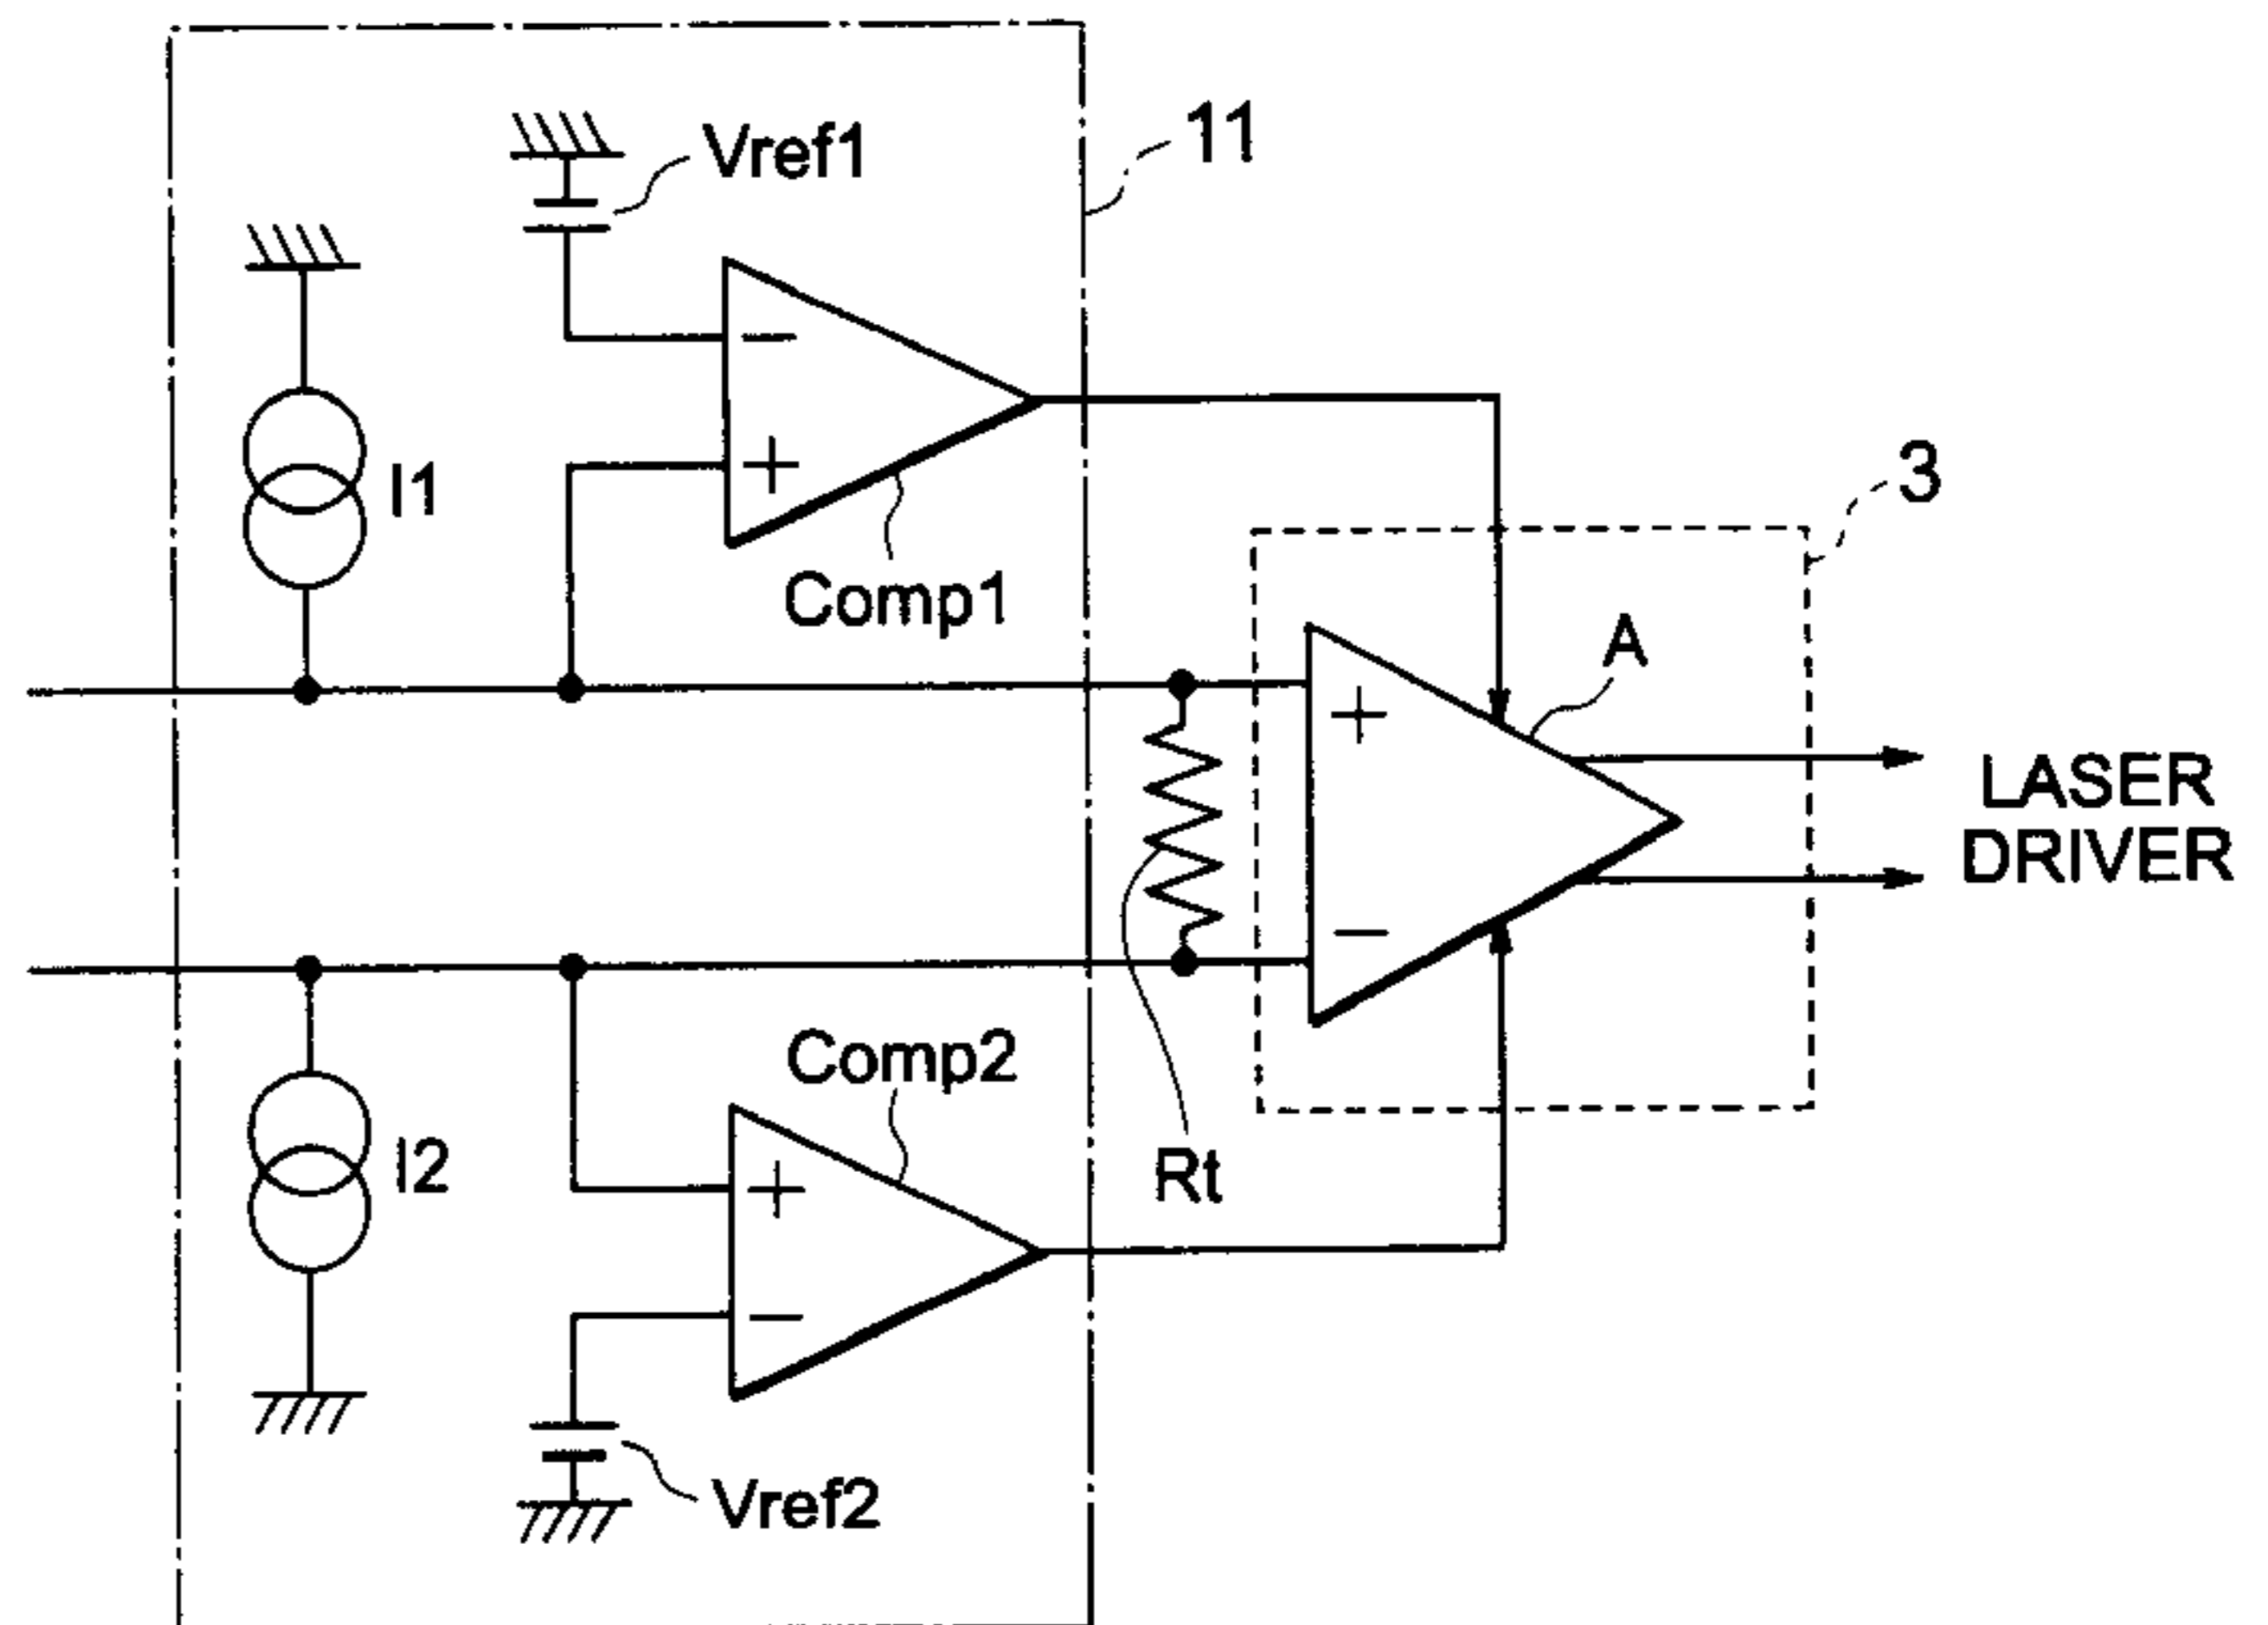 11
Vref1
I1
Comp1
3
A
+
−
+
−
LASER
DRIVER
Comp2
Rt
I2
+
−
Vref2